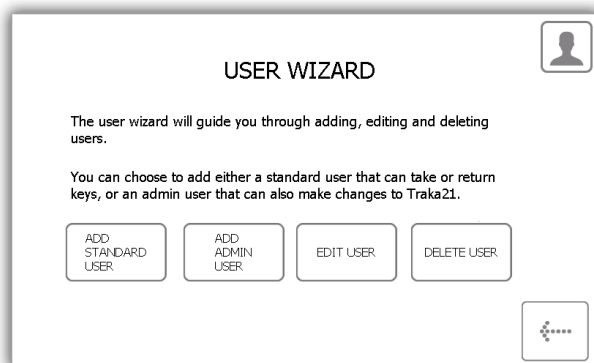 USER WIZARD
The user wizard will guide you through adding, editing and deleting
users.
You can choose to add either a standard user that can take or return
keys, or an admin user that can also make changes to Traka21.
ADD
STANDARD
USER
ADD
ADMIN
USER
EDIT USER
DELETE USER